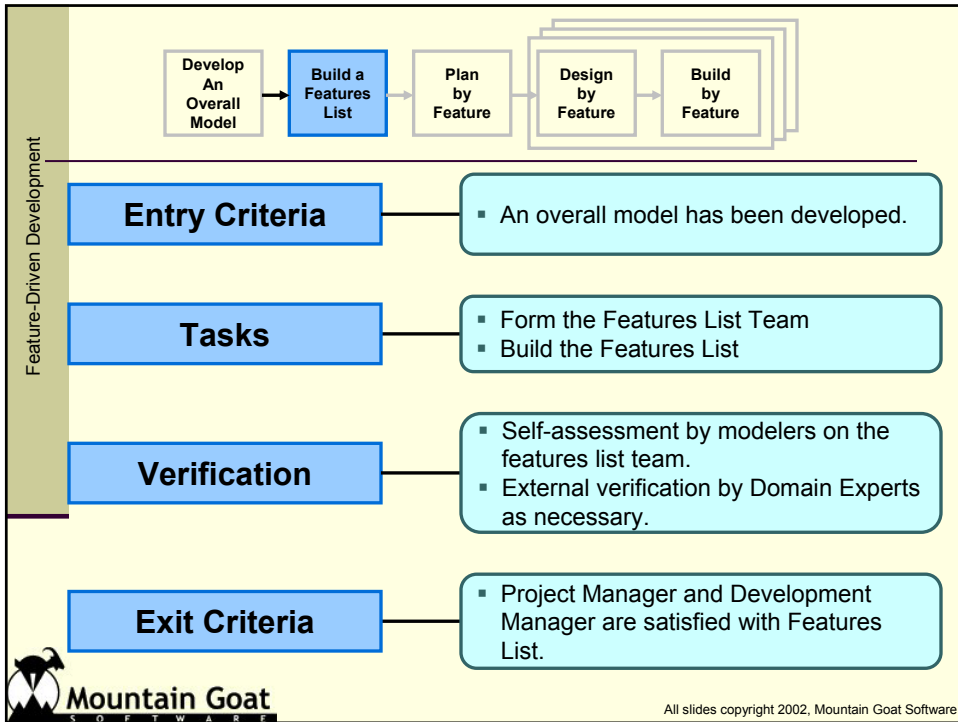 Develop
An
Overall
Model
Build a
Features
List
Plan
by
Feature
Design
by
Feature
Build
by
Feature
Feature-Driven Development
Entry Criteria
▪ An overall model has been developed.
Tasks
▪ Form the Features List Team
▪ Build the Features List
Verification
▪ Self-assessment by modelers on the
features list team.
▪ External verification by Domain Experts
as necessary.
Exit Criteria
▪ Project Manager and Development
Manager are satisfied with Features
List.
Mountain Goat
SOFTWARE
All slides copyright 2002, Mountain Goat Software